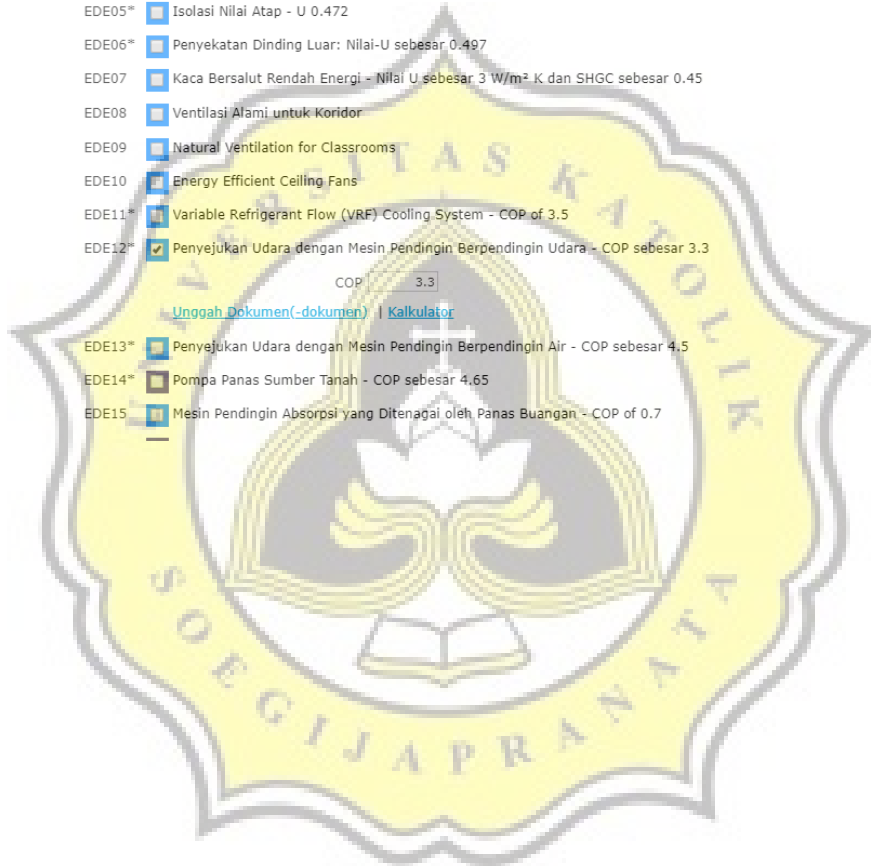 EDE05* Isolasi Nilai Atap - U 0.472
EDE06* Penyekatan Dinding Luar: Nilai-U sebesar 0.497
EDE07 Kaca Bersalut Rendah Energi - Nilai U sebesar 3 W/m² K dan SHGC sebesar 0.45
EDE08 Ventilasi Alami untuk Koridor
EDE09 Natural Ventilation for Classrooms
EDE10 Energy Efficient Ceiling Fans
EDE11* Variable Refrigerant Flow (VRF) Cooling System - COP of 3.5
EDE12* Penyejukan Udara dengan Mesin Pendingin Berpendingin Udara - COP sebesar 3.3
COP 3.3
Unggah Dokumen(-dokumen) | Kalkulator
EDE13* Penyejukan Udara dengan Mesin Pendingin Berpendingin Air - COP sebesar 4.5
EDE14* Pompa Panas Sumber Tanah - COP sebesar 4.65
EDE15 Mesin Pendingin Absorpsi yang Ditenagai oleh Panas Buangan - COP of 0.7
UNIVERSITAS KATOLIK
SOEGIJAPRANATA